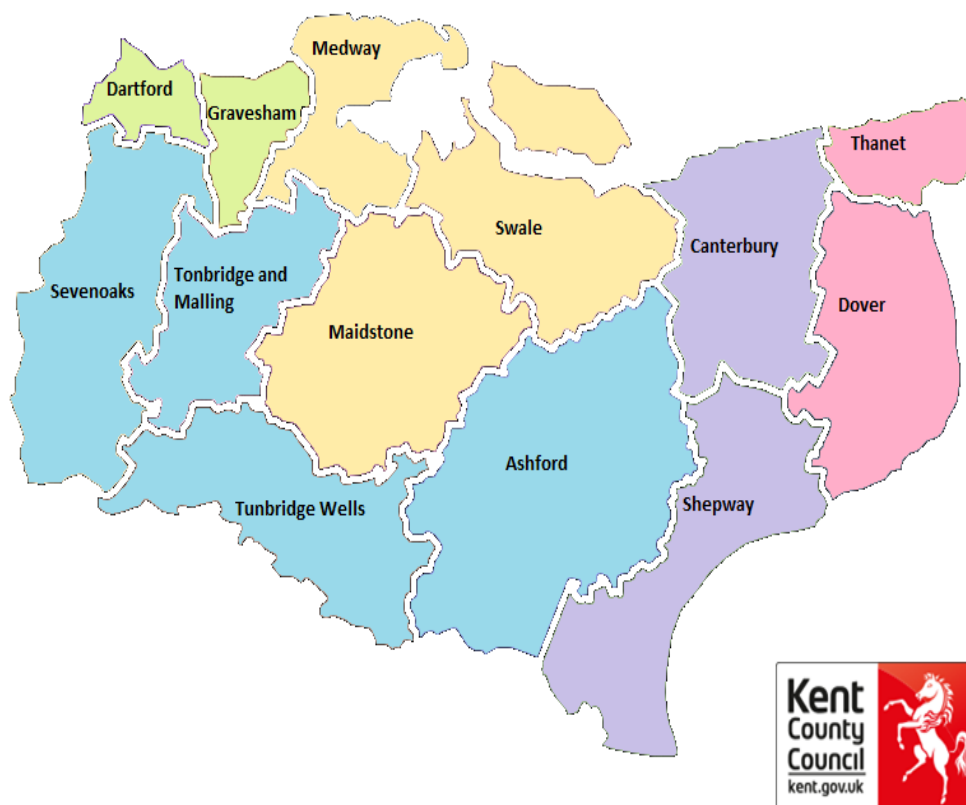 Medway
Dartford
Gravesham
Thanet
Swale
Canterbury
Sevenoaks
Tonbridge and
Malling
Dover
Maidstone
Ashford
Tunbridge Wells
Shepway
Kent
County
Council
kent.gov.uk